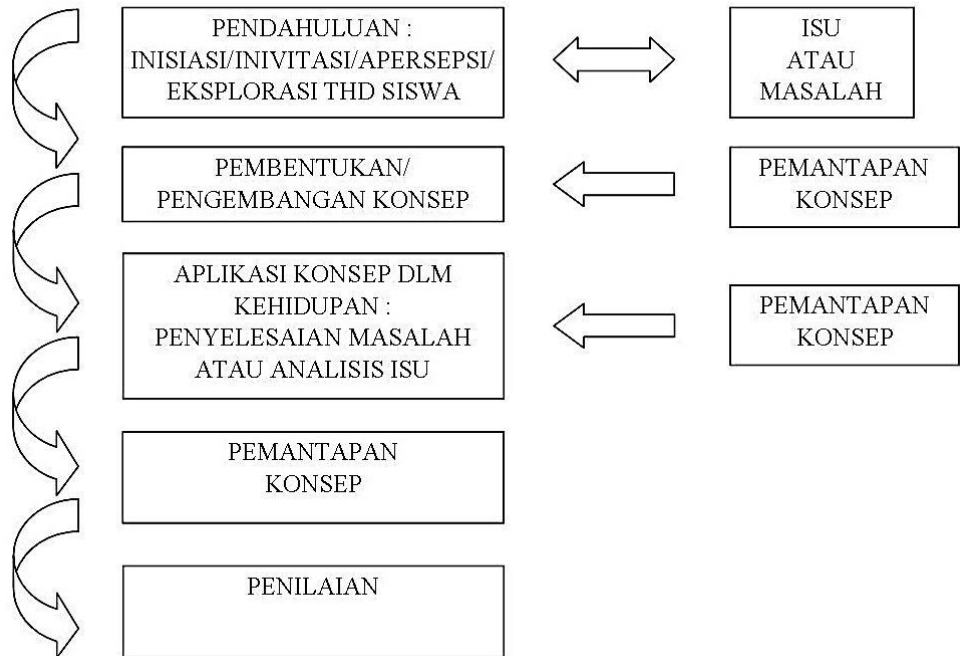 PENDAHULUAN :
INISIASI/INIVITASI/APERSEPSI/
EKSPLORASI THD SISWA
ISU
ATAU
MASALAH
PEMBENTUKAN/
PENGEMBANGAN KONSEP
PEMANTAPAN
KONSEP
APLIKASI KONSEP DLM
KEHIDUPAN :
PENYELESAIAN MASALAH
ATAU ANALISIS ISU
PEMANTAPAN
KONSEP
PEMANTAPAN
KONSEP
PENILAIAN